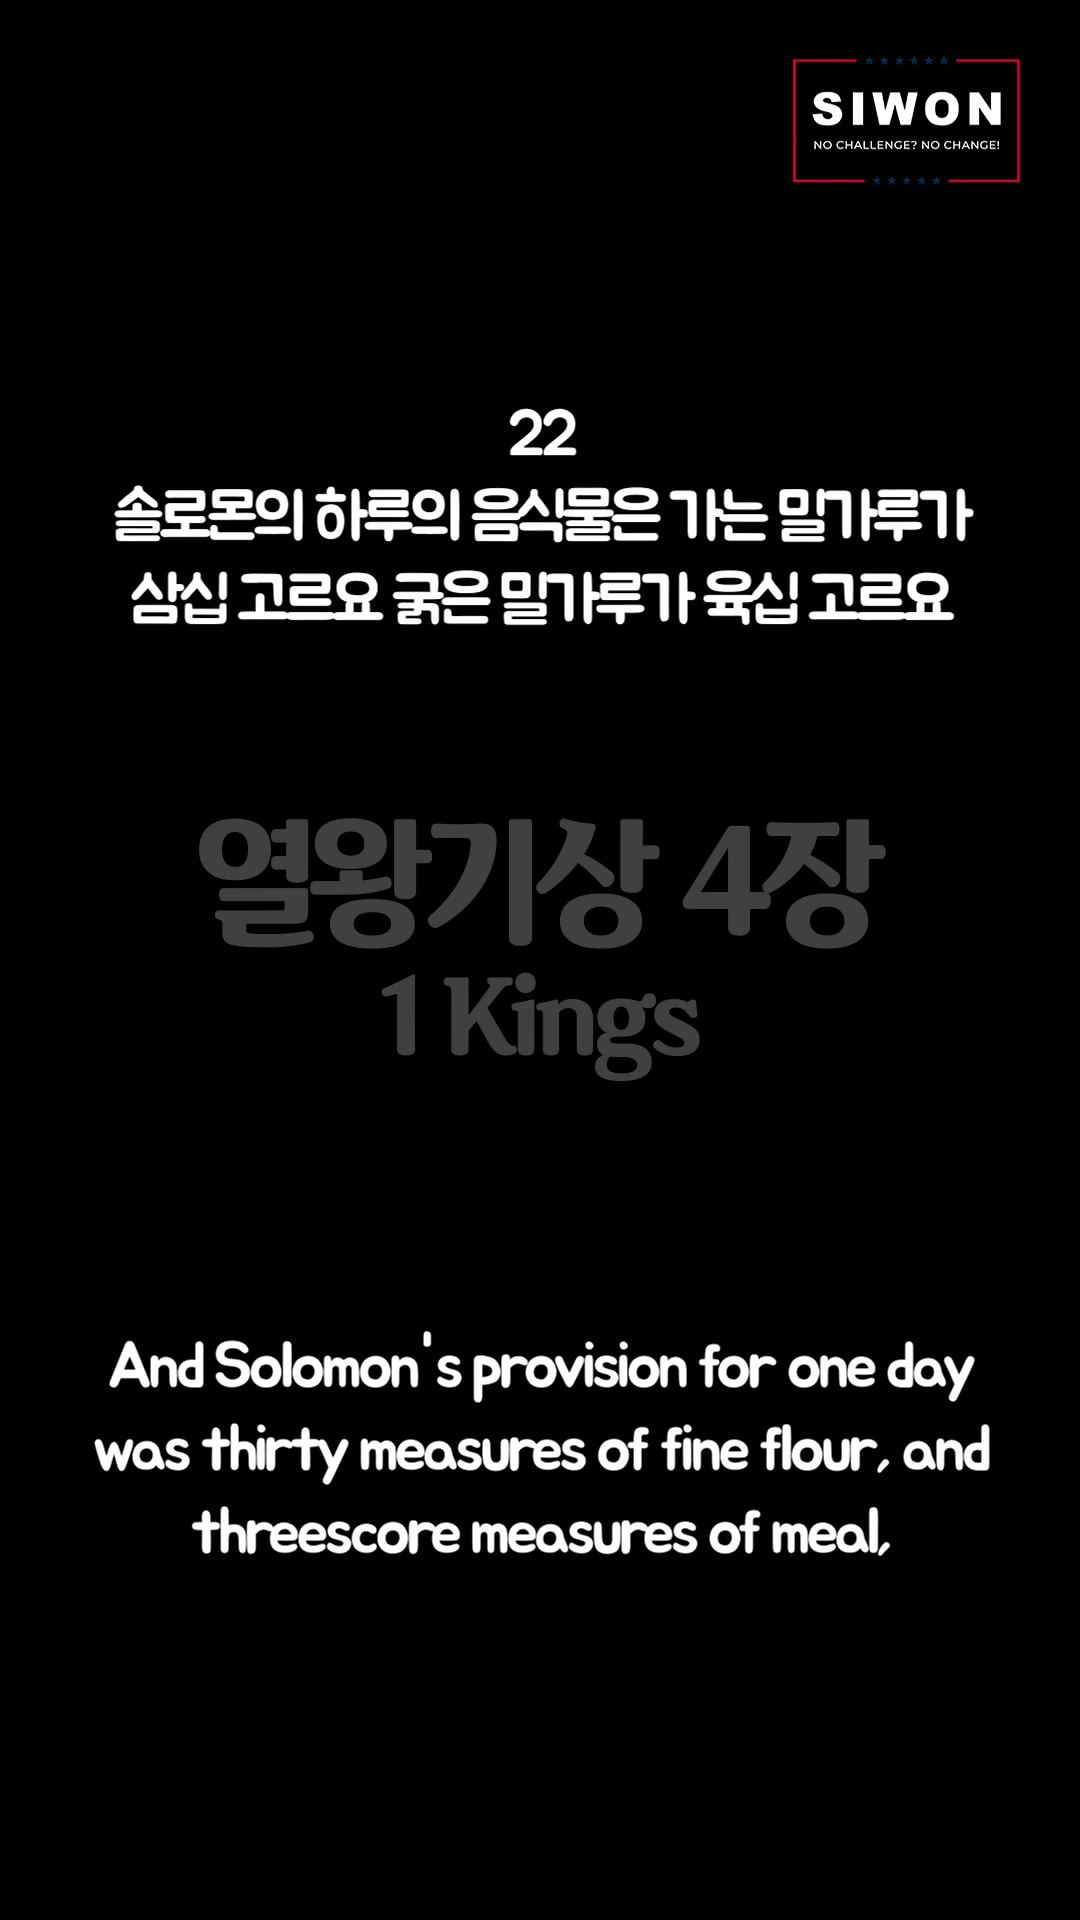 SIWON
NO CHALLENGE? NO CHANGE!
22
솔로몬의 하루의 음식물은 가는 밀가루가
삼십 고르요 굵은 밀가루가 육십 고르요
열왕기상 4장
1 Kings
And Solomon's provision for one day
was thirty measures of fine flour, and
threescore measures of meal,